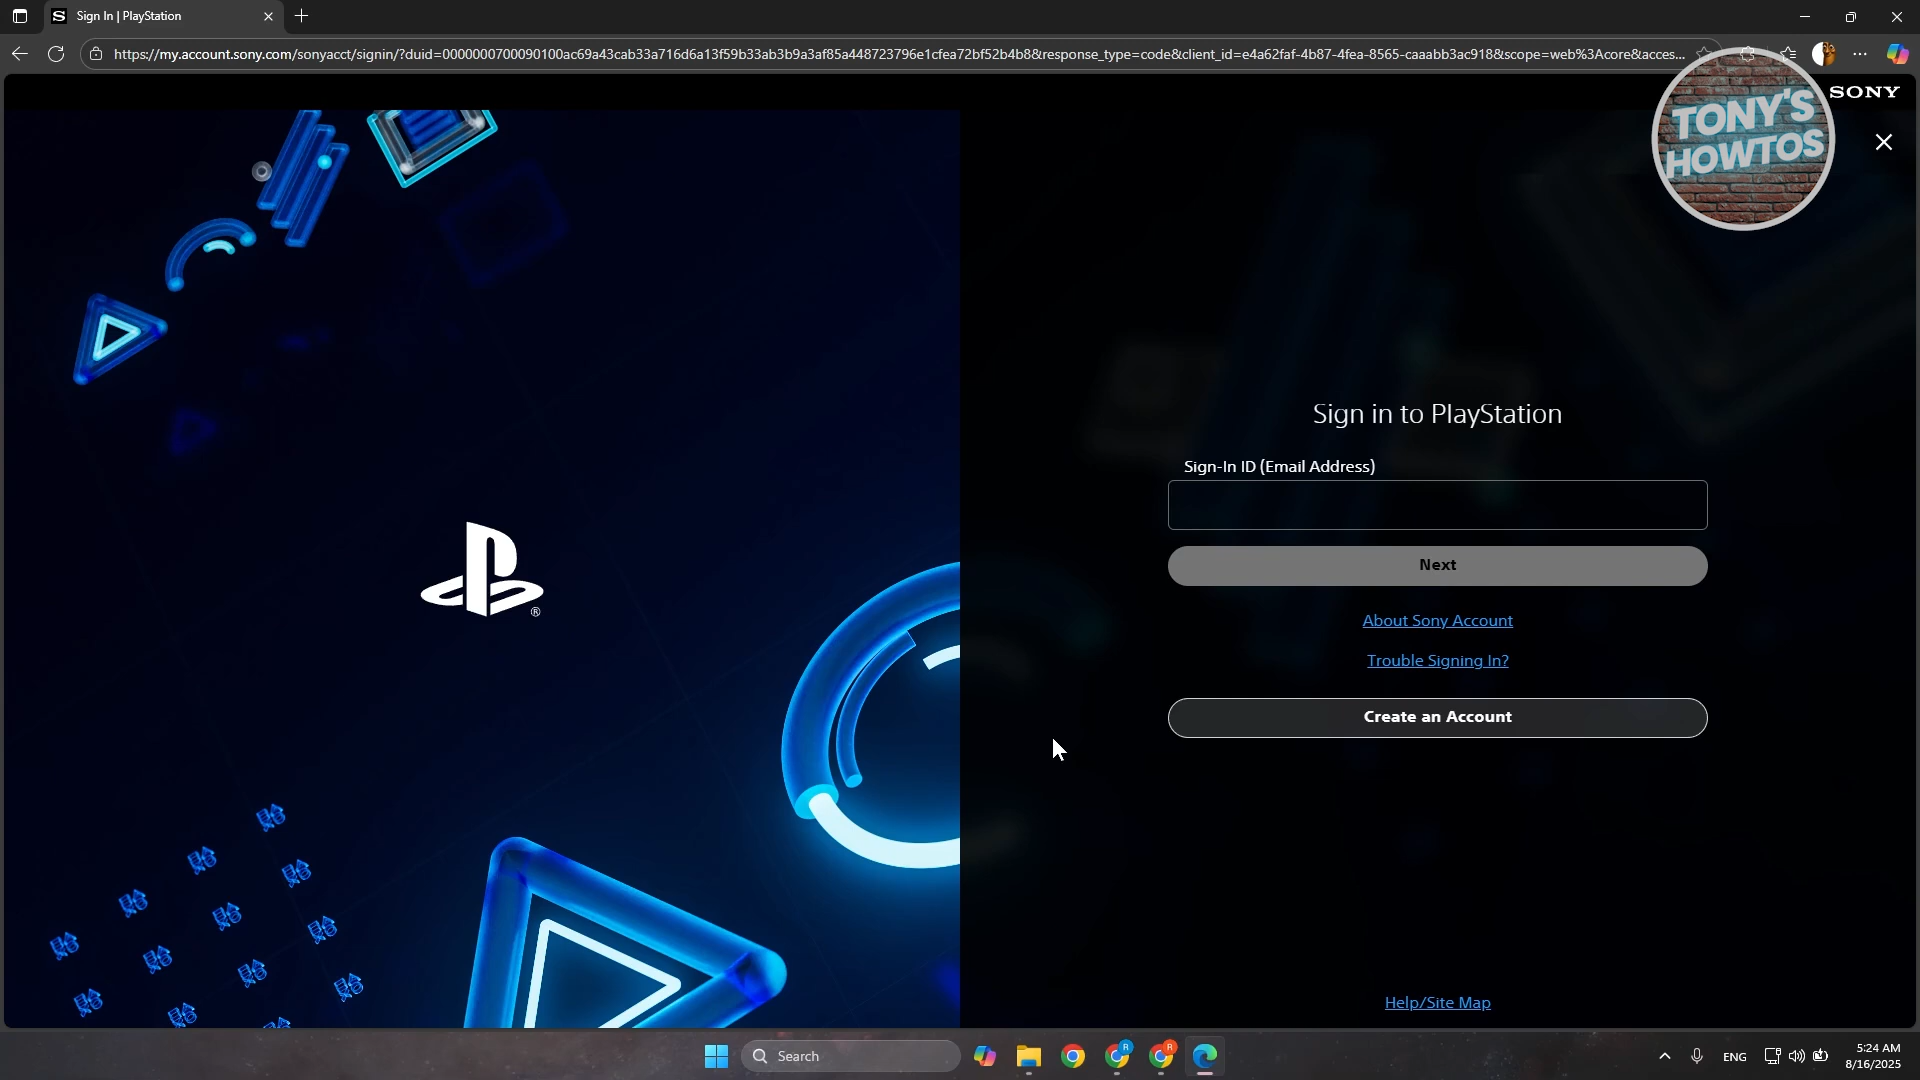 Sign In | PlayStation
https://my.account.sony.com/sonyacct/signin/?duid=0000000700090100ac69a43cab33a716d6a13f59b33ab3b9a3af85a448723796e1cfea72bf52b4b8&response_type=code&client_id=e4a62faf-4b87-4fea-8565-caaabb3ac918&scope=web%3Acore&acces...
SONY
TONY'S
HOWTOS
Sign in to PlayStation
Sign-In ID (Email Address)
Next
About Sony Account
Trouble Signing In?
Create an Account
Help/Site Map
Search
ENG
5:24 AM
8/16/2025